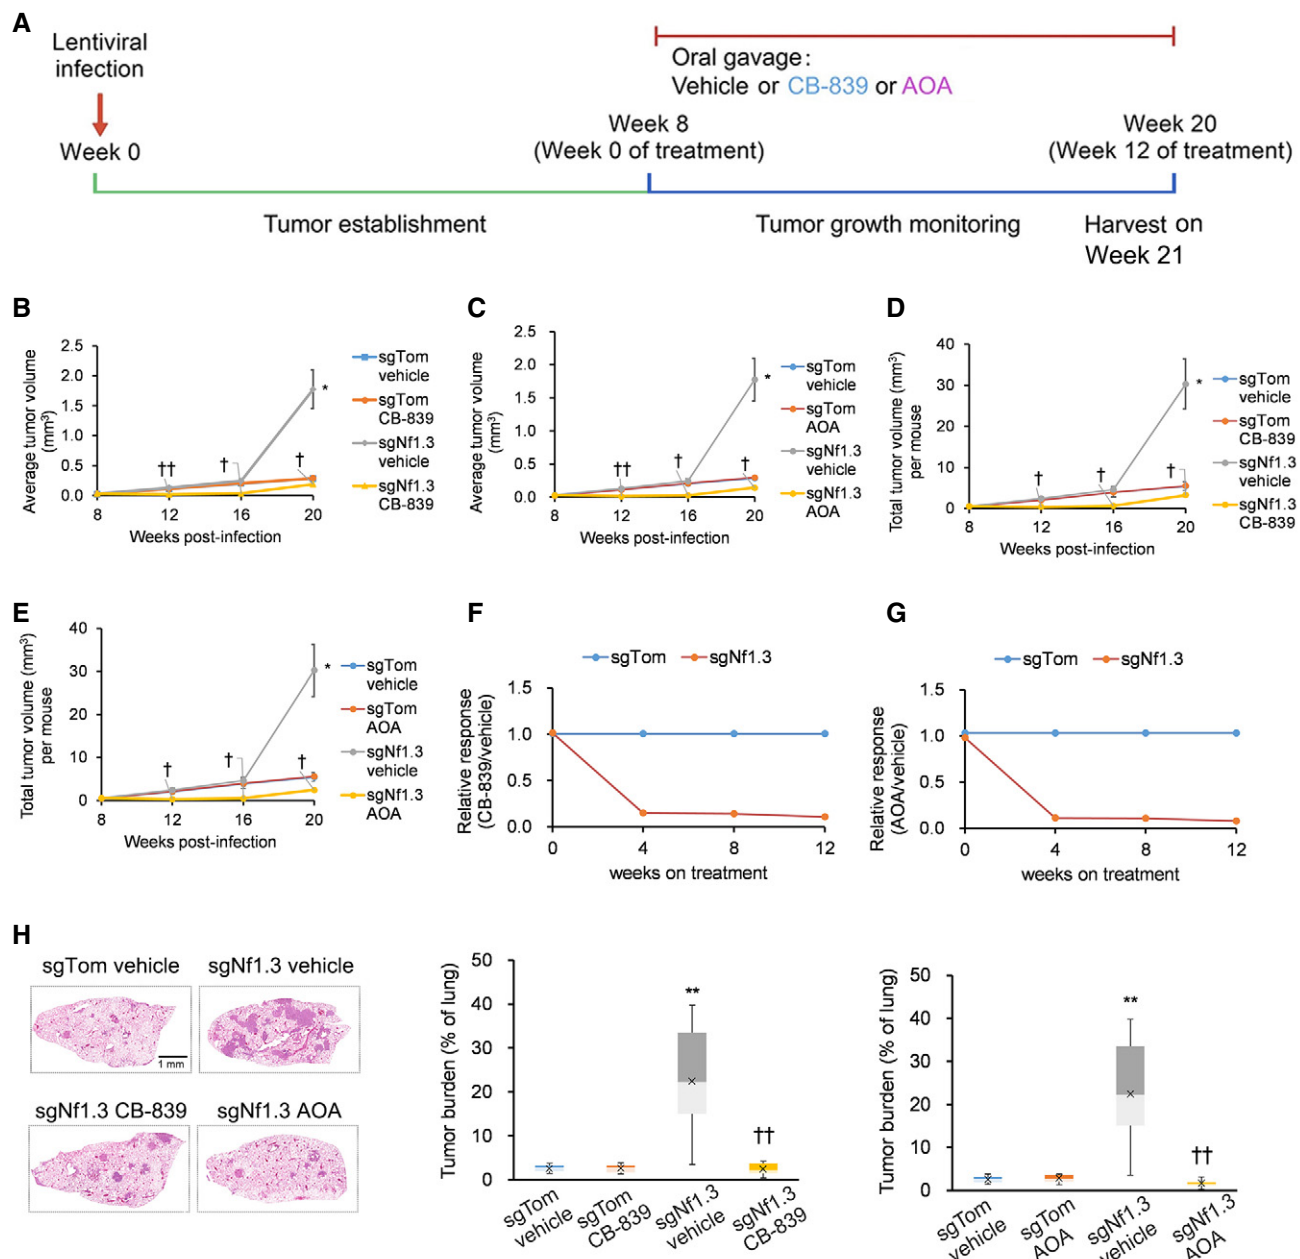 A
Lentiviral
infection
Week 0
Oral gavage:
Vehicle or CB-839 or AOA
Week 8
(Week 0 of treatment)
Week 20
(Week 12 of treatment)
Tumor establishment
Tumor growth monitoring
Harvest on
Week 21
B
Average tumor volume
(mm³)
2.5
2.0
1.5
1.0
0.5
0.0
††
†
†
*
8
12
16
20
Weeks post-infection
sgTom
vehicle
sgTom
CB-839
sgNf1.3
vehicle
sgNf1.3
CB-839
C
Average tumor volume
(mm³)
2.5
2.0
1.5
1.0
0.5
0.0
††
†
†
*
8
12
16
20
Weeks post-infection
sgTom
vehicle
sgTom
AOA
sgNf1.3
vehicle
sgNf1.3
AOA
D
Total tumor volume (mm³)
per mouse
40
30
20
10
0
†
†
†
*
8
12
16
20
Weeks post-infection
sgTom
vehicle
sgTom
CB-839
sgNf1.3
vehicle
sgNf1.3
CB-839
E
Total tumor volume (mm³)
per mouse
40
30
20
10
0
†
†
†
*
8
12
16
20
Weeks post-infection
sgTom
vehicle
sgTom
AOA
sgNf1.3
vehicle
sgNf1.3
AOA
F
sgTom
sgNf1.3
Relative response
(CB-839/vehicle)
1.5
1.0
0.5
0.0
0
4
8
12
weeks on treatment
G
sgTom
sgNf1.3
Relative response
(AOA/vehicle)
1.5
1.0
0.5
0.0
0
4
8
12
weeks on treatment
H
sgTom vehicle
sgNf1.3 vehicle
1 mm
sgNf1.3 CB-839
sgNf1.3 AOA
Tumor burden (% of lung)
50
40
30
20
10
0
**
††
sgTom
vehicle
sgTom
CB-839
sgNf1.3
vehicle
sgNf1.3
CB-839
Tumor burden (% of lung)
50
40
30
20
10
0
**
††
sgTom
vehicle
sgTom
AOA
sgNf1.3
vehicle
sgNf1.3
AOA